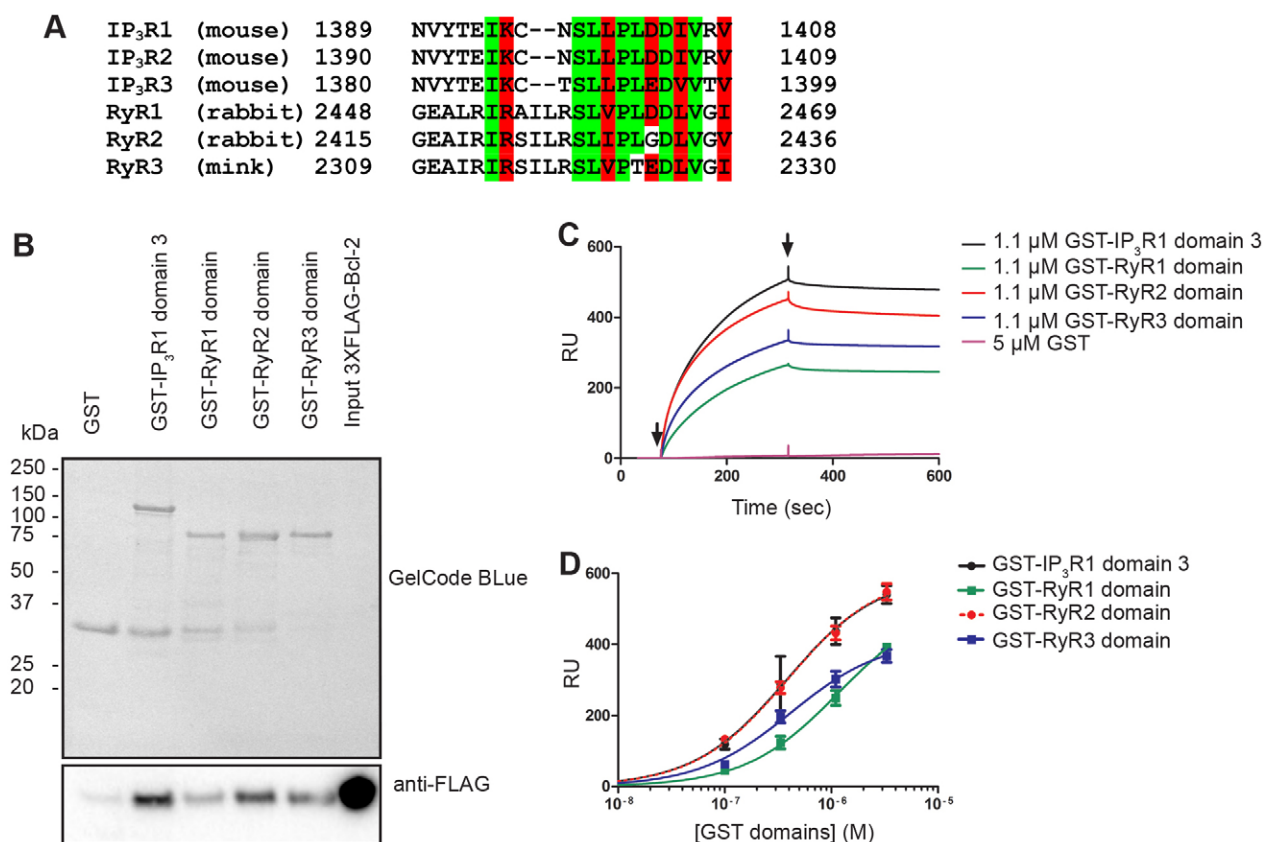 A
IP3R1 (mouse) 1389 NVYTEIKC--NSLLPLDDIVRV 1408
IP3R2 (mouse) 1390 NVYTEIKC--NSLLPLDDIVRV 1409
IP3R3 (mouse) 1380 NVYTEIKC--TSLLPLEDVVTV 1399
RyR1 (rabbit) 2448 GEALRIRAILRSLVPLDDLVGI 2469
RyR2 (rabbit) 2415 GEAIRIRSILRSLIPLGDLVGV 2436
RyR3 (mink) 2309 GEAIRIRSILRSLVPTEDLVGI 2330
B
GST
GST-IP3R1 domain 3
GST-RyR1 domain
GST-RyR2 domain
GST-RyR3 domain
Input 3XFLAG-Bcl-2
kDa
250 -
150 -
100 -
75 -
50 -
37 -
25 -
20 -
GelCode BLue
anti-FLAG
C
600
400
200
0
RU
0 200 400 600
Time (sec)
1.1 µM GST-IP3R1 domain 3
1.1 µM GST-RyR1 domain
1.1 µM GST-RyR2 domain
1.1 µM GST-RyR3 domain
5 µM GST
D
600
400
200
0
RU
10-8 10-7 10-6 10-5
[GST domains] (M)
GST-IP3R1 domain 3
GST-RyR1 domain
GST-RyR2 domain
GST-RyR3 domain